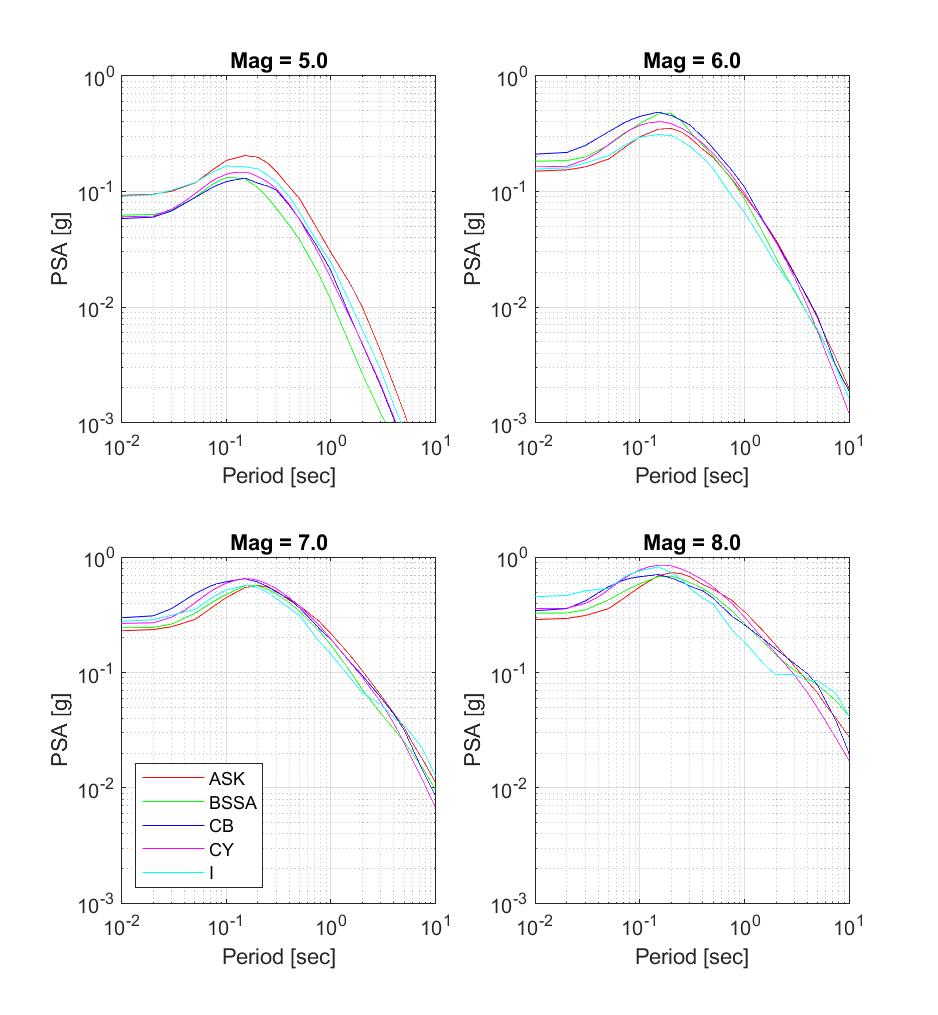 Mag = 5.0
10^0
10^-1
10^-2
10^-3
PSA [g]
10^-2 10^-1 10^0 10^1
Period [sec]
Mag = 6.0
10^0
10^-1
10^-2
10^-3
PSA [g]
10^-2 10^-1 10^0 10^1
Period [sec]
Mag = 7.0
10^0
10^-1
10^-2
10^-3
PSA [g]
ASK
BSSA
CB
CY
I
10^-2 10^-1 10^0 10^1
Period [sec]
Mag = 8.0
10^0
10^-1
10^-2
10^-3
PSA [g]
10^-2 10^-1 10^0 10^1
Period [sec]